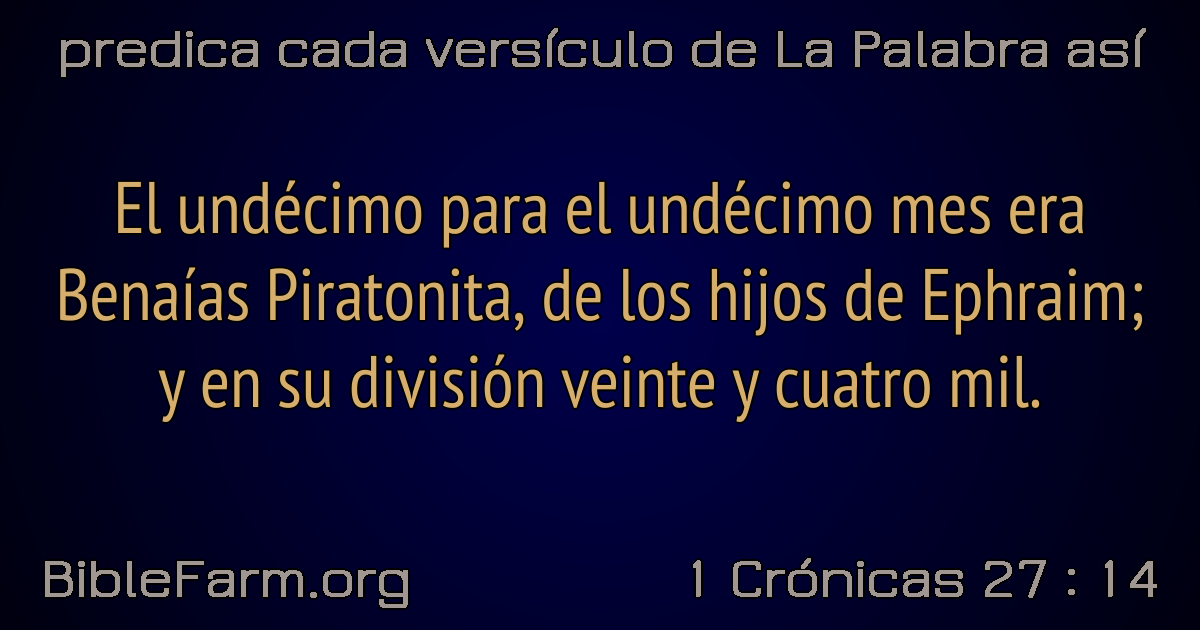 predica cada versículo de La Palabra así
El undécimo para el undécimo mes era
Benaías Piratonita, de los hijos de Ephraim;
y en su división veinte y cuatro mil.
BibleFarm.org
1 Crónicas 27 : 14